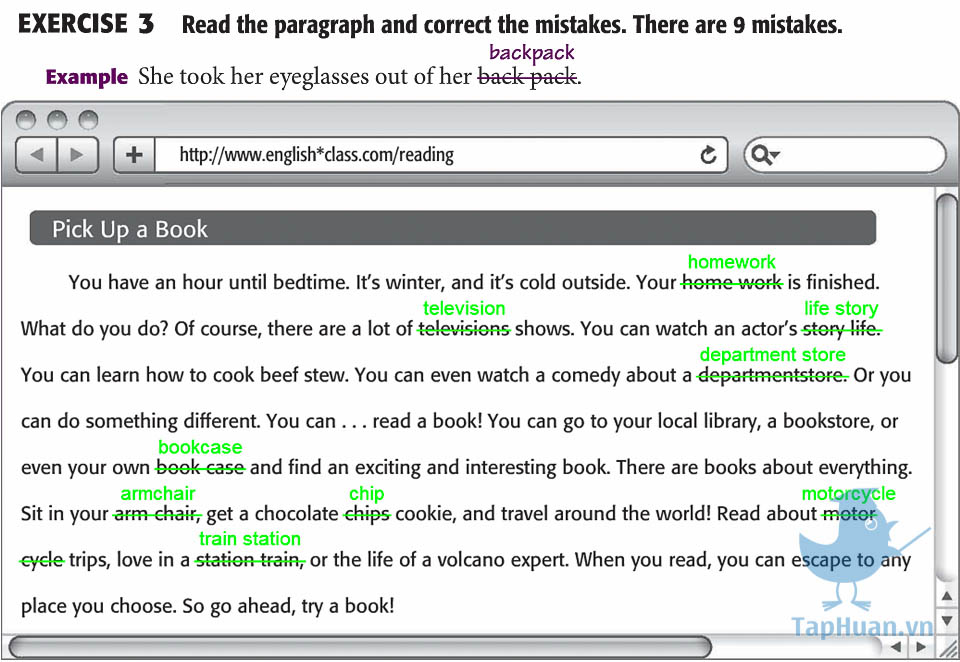 EXERCISE 3 Read the paragraph and correct the mistakes. There are 9 mistakes.
backpack
Example She took her eyeglasses out of her back pack.
http://www.english*class.com/reading
Pick Up a Book
homework
You have an hour until bedtime. It's winter, and it's cold outside. Your home work is finished.
television life story
What do you do? Of course, there are a lot of televisions shows. You can watch an actor's story life.
department store
You can learn how to cook beef stew. You can even watch a comedy about a departmentstore. Or you
can do something different. You can . . . read a book! You can go to your local library, a bookstore, or
bookcase
even your own book case and find an exciting and interesting book. There are books about everything.
armchair chip motorcycle
Sit in your arm chair, get a chocolate chips cookie, and travel around the world! Read about motor
train station
cycle trips, love in a station train, or the life of a volcano expert. When you read, you can escape to any
place you choose. So go ahead, try a book!
TapHuan.vn